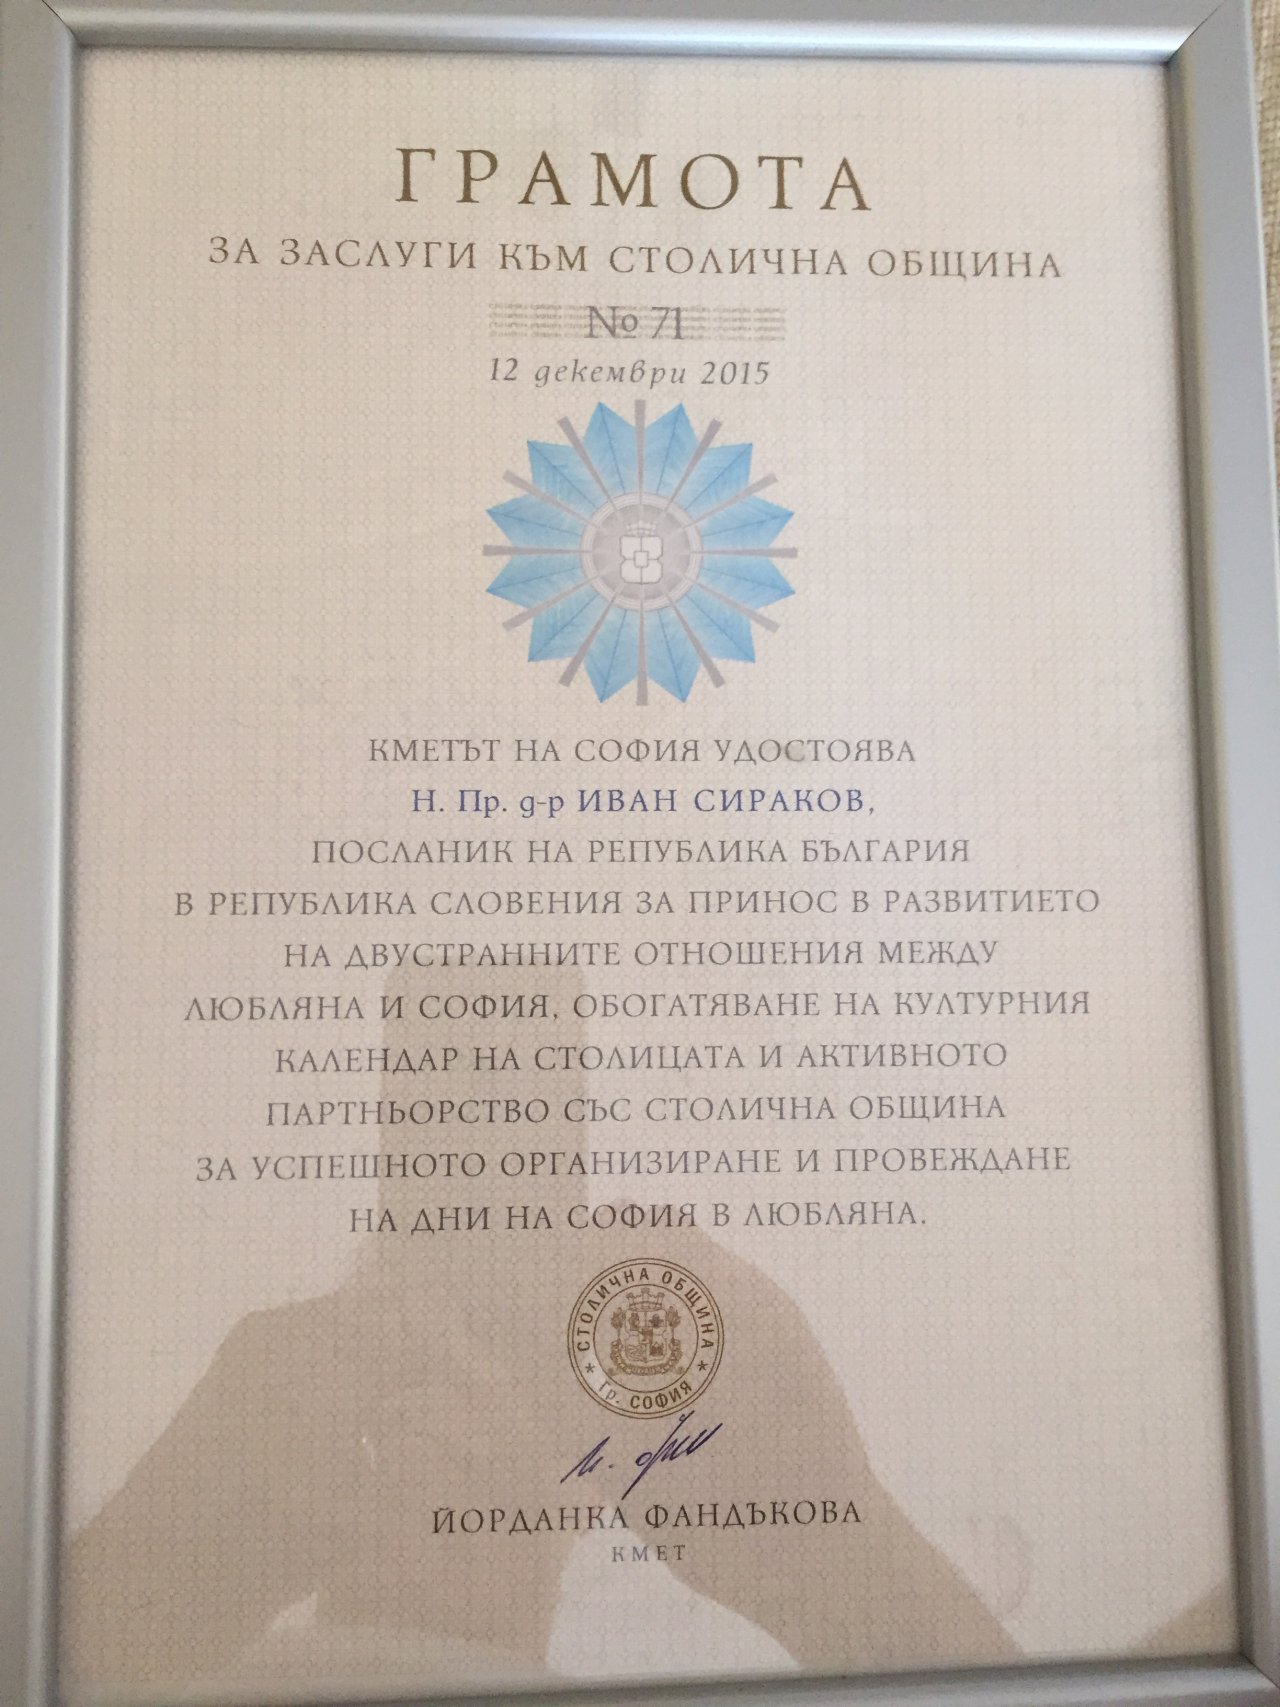 ГРАМОТА
ЗА ЗАСЛУГИ КЪМ СТОЛИЧНА ОБЩИНА
№ 71
12 декември 2015
КМЕТЪТ НА СОФИЯ УДОСТОЯВА
Н. Пр. д-р ИВАН СИРАКОВ,
ПОСЛАНИК НА РЕПУБЛИКА БЪЛГАРИЯ
В РЕПУБЛИКА СЛОВЕНИЯ ЗА ПРИНОС В РАЗВИТИЕТО
НА ДВУСТРАННИТЕ ОТНОШЕНИЯ МЕЖДУ
ЛЮБЛЯНА И СОФИЯ, ОБОГАТЯВАНЕ НА КУЛТУРНИЯ
КАЛЕНДАР НА СТОЛИЦАТА И АКТИВНОТО
ПАРТНЬОРСТВО СЪС СТОЛИЧНА ОБЩИНА
ЗА УСПЕШНОТО ОРГАНИЗИРАНЕ И ПРОВЕЖДАНЕ
НА ДНИ НА СОФИЯ В ЛЮБЛЯНА.
СТОЛИЧНА ОБЩИНА
гр. СОФИЯ
ЙОРДАНКА ФАНДЪКОВА
КМЕТ